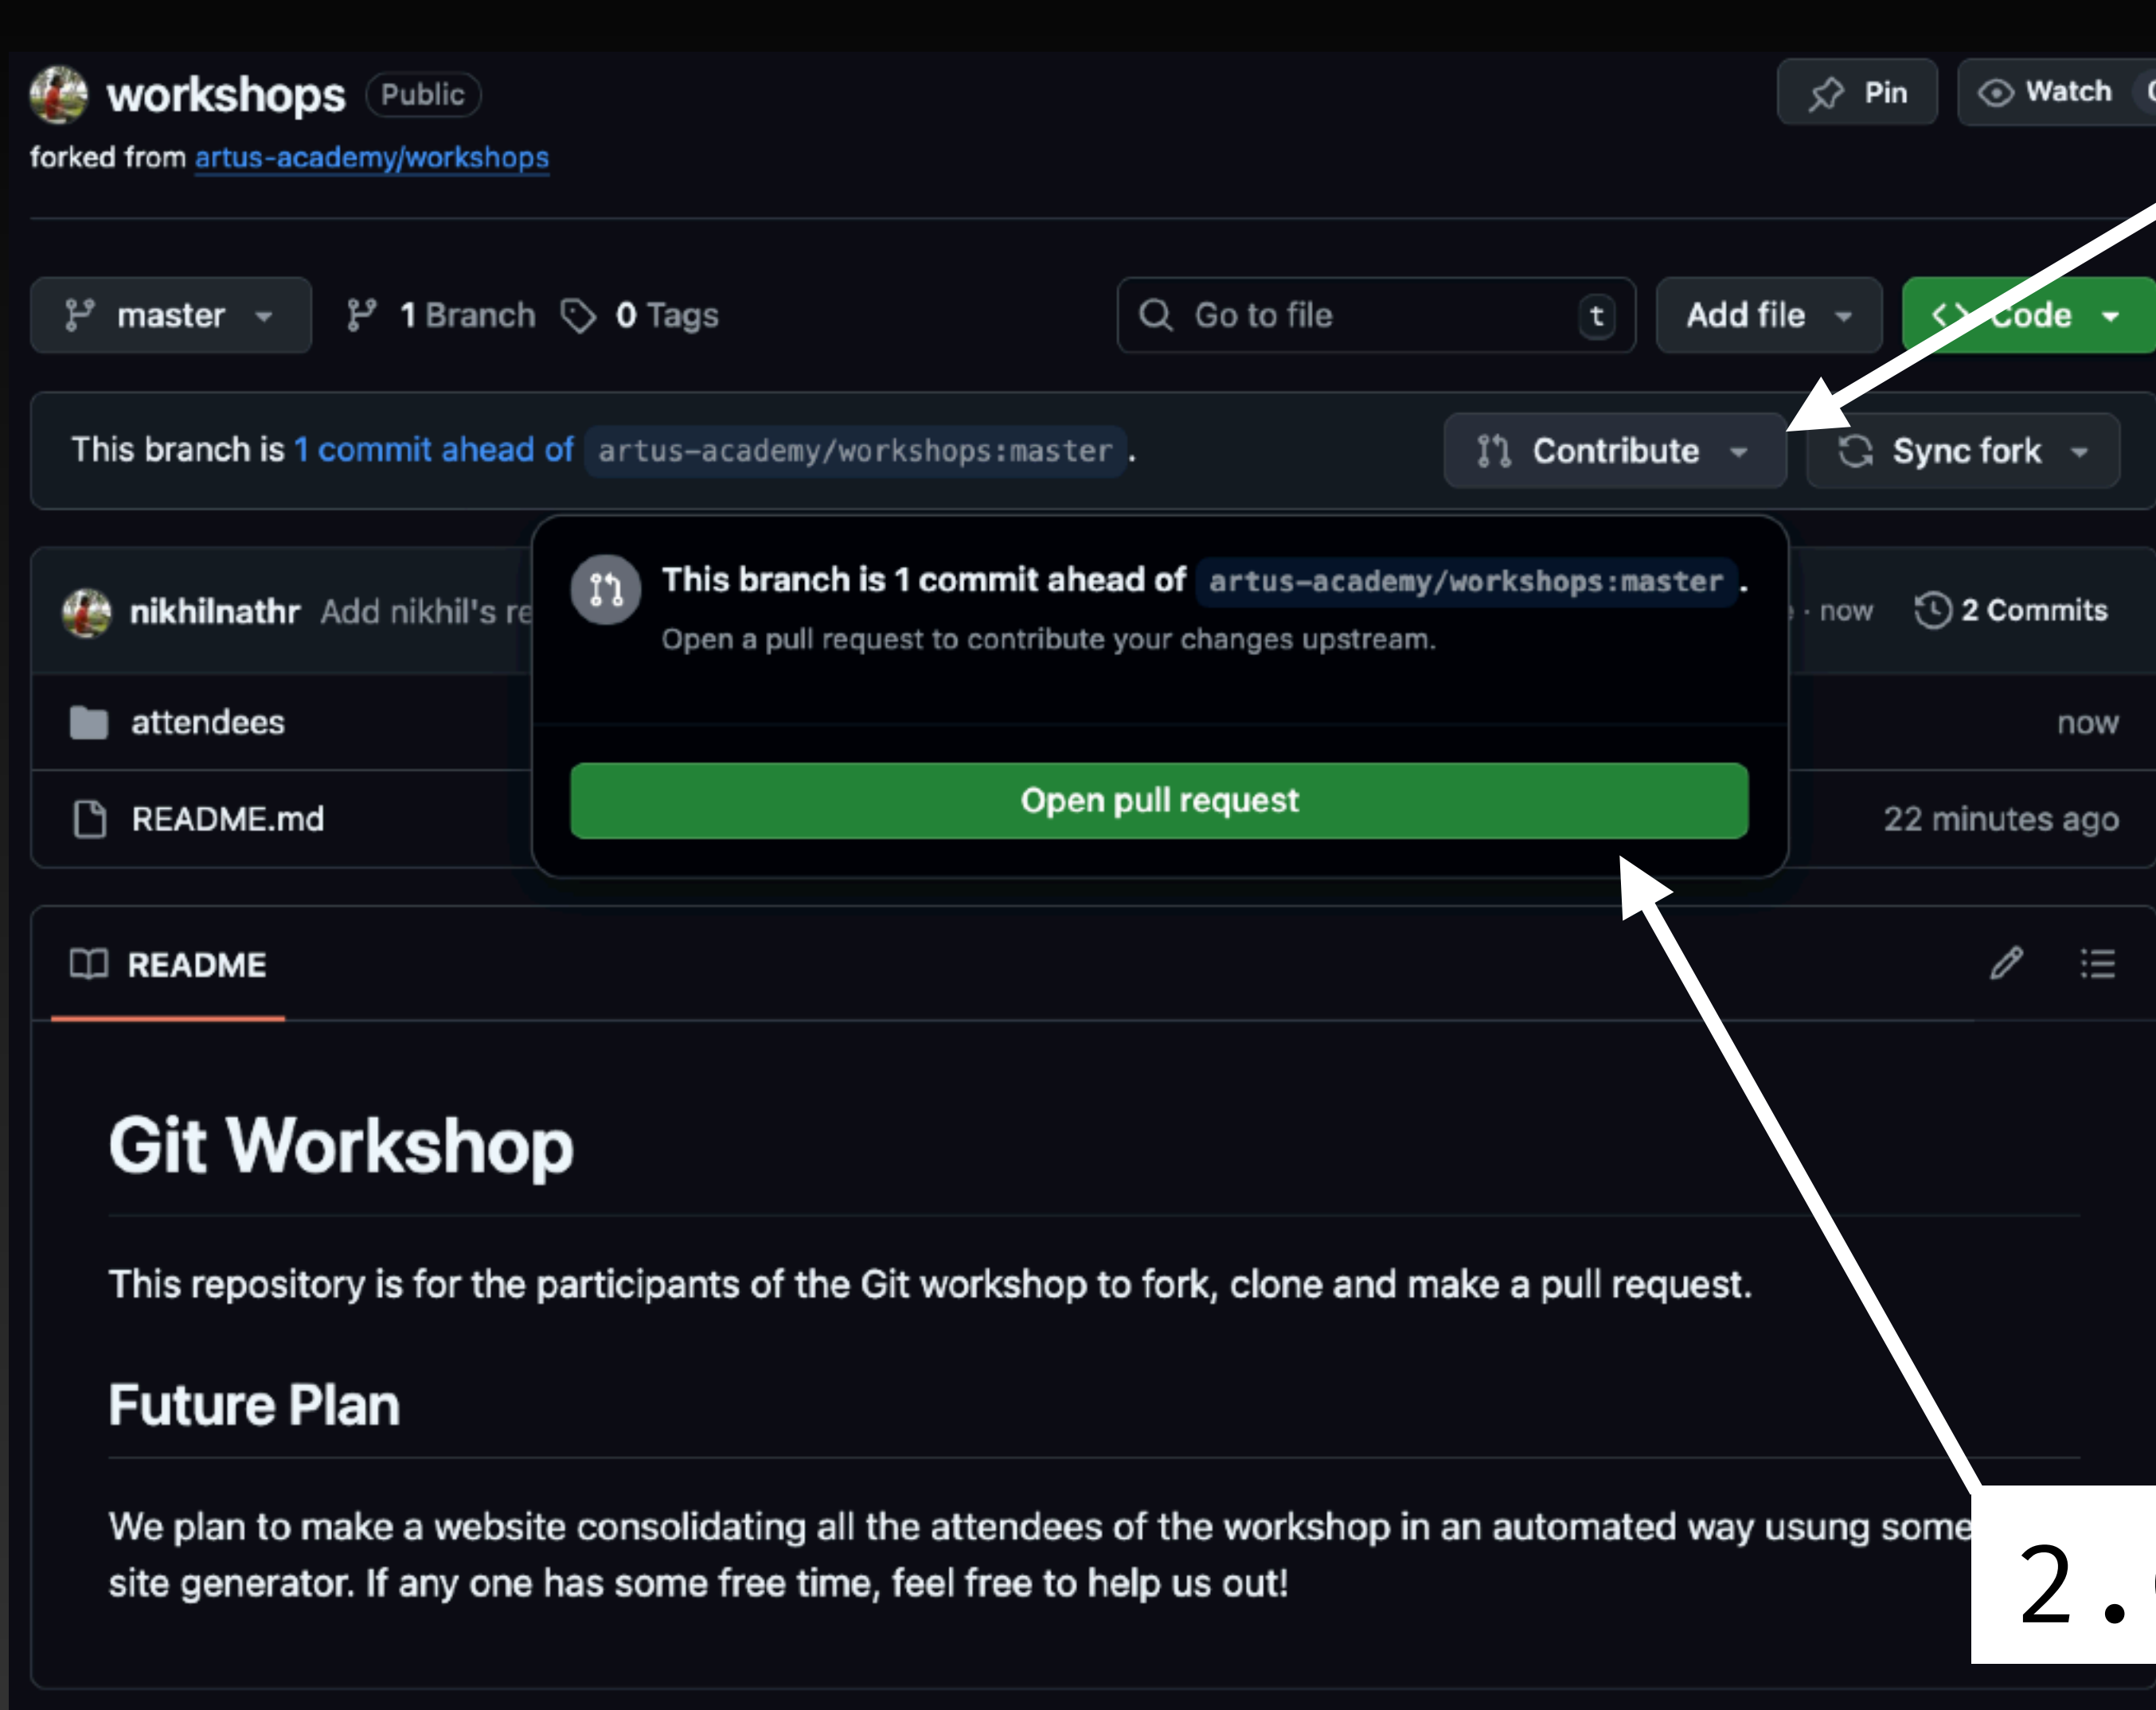 workshops Public Pin Watch
forked from artus-academy/workshops
master 1 Branch 0 Tags Go to file t Add file Code
This branch is 1 commit ahead of artus-academy/workshops:master . Contribute Sync fork
This branch is 1 commit ahead of artus-academy/workshops:master .
nikhilnathr Add nikhil's now 2 Commits
Open a pull request to contribute your changes upstream.
attendees now
Open pull request
README.md 22 minutes ago
README
Git Workshop
This repository is for the participants of the Git workshop to fork, clone and make a pull request.
Future Plan
We plan to make a website consolidating all the attendees of the workshop in an automated way usung some
site generator. If any one has some free time, feel free to help us out!
2.